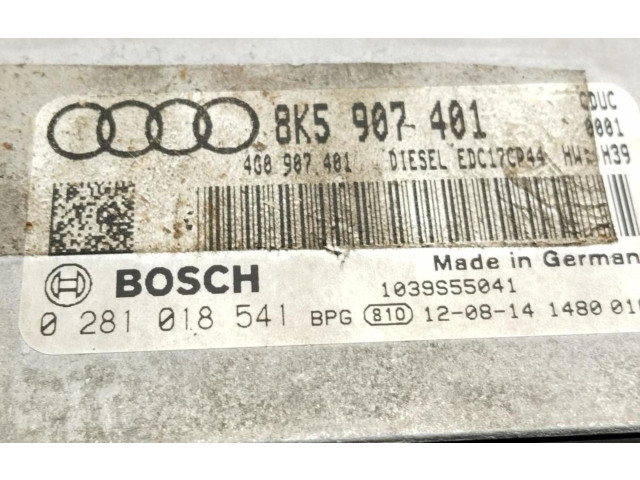 8K5 907 401
CDUC
0001
4G0 907 401 DIESEL EDC17CP44 HW: H39
Made in German
BOSCH 1039S55041
0 281 018 541 BPG 810 12-08-14 1480 01